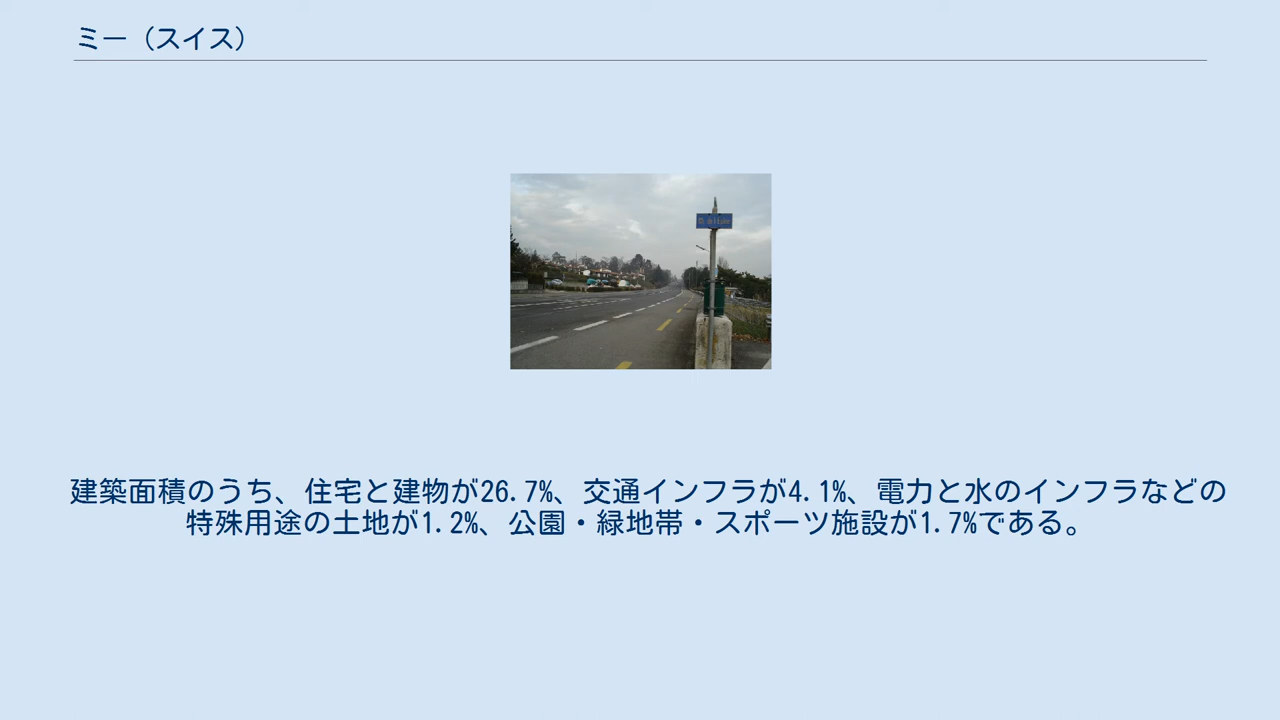 ミー（スイス）
建築面積のうち、住宅と建物が26.7%、交通インフラが4.1%、電力と水のインフラなどの
特殊用途の土地が1.2%、公園・緑地帯・スポーツ施設が1.7%である。